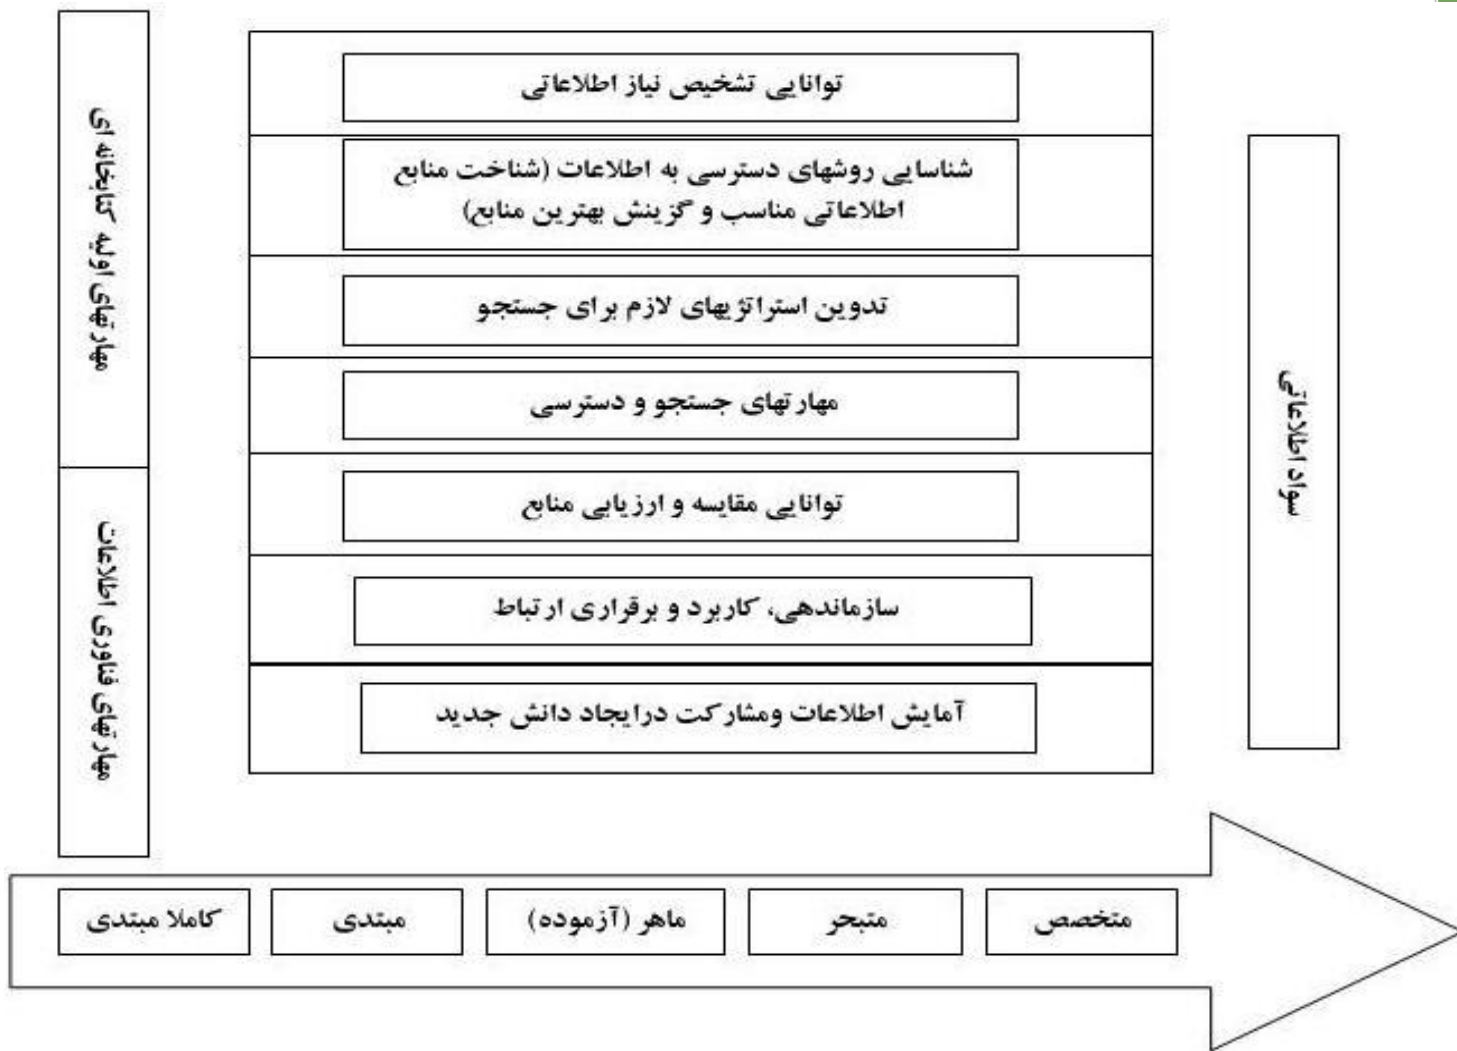 توانایی تشخیص نیاز اطلاعاتی
شناسایی روشهای دسترسی به اطلاعات (شناخت منابع
اطلاعاتی مناسب و گزینش بهترین منابع)
تدوین استراتژیهای لازم برای جستجو
مهارتهای جستجو و دسترسی
توانایی مقایسه و ارزیابی منابع
سازماندهی، کاربرد و برقراری ارتباط
آمایش اطلاعات ومشارکت درایجاد دانش جدید
سواد اطلاعاتی
مهارتهای اولیه کتابخانه ای
مهارتهای فناوری اطلاعات
کاملا مبتدی
مبتدی
ماهر (آزموده)
متبحر
متخصص